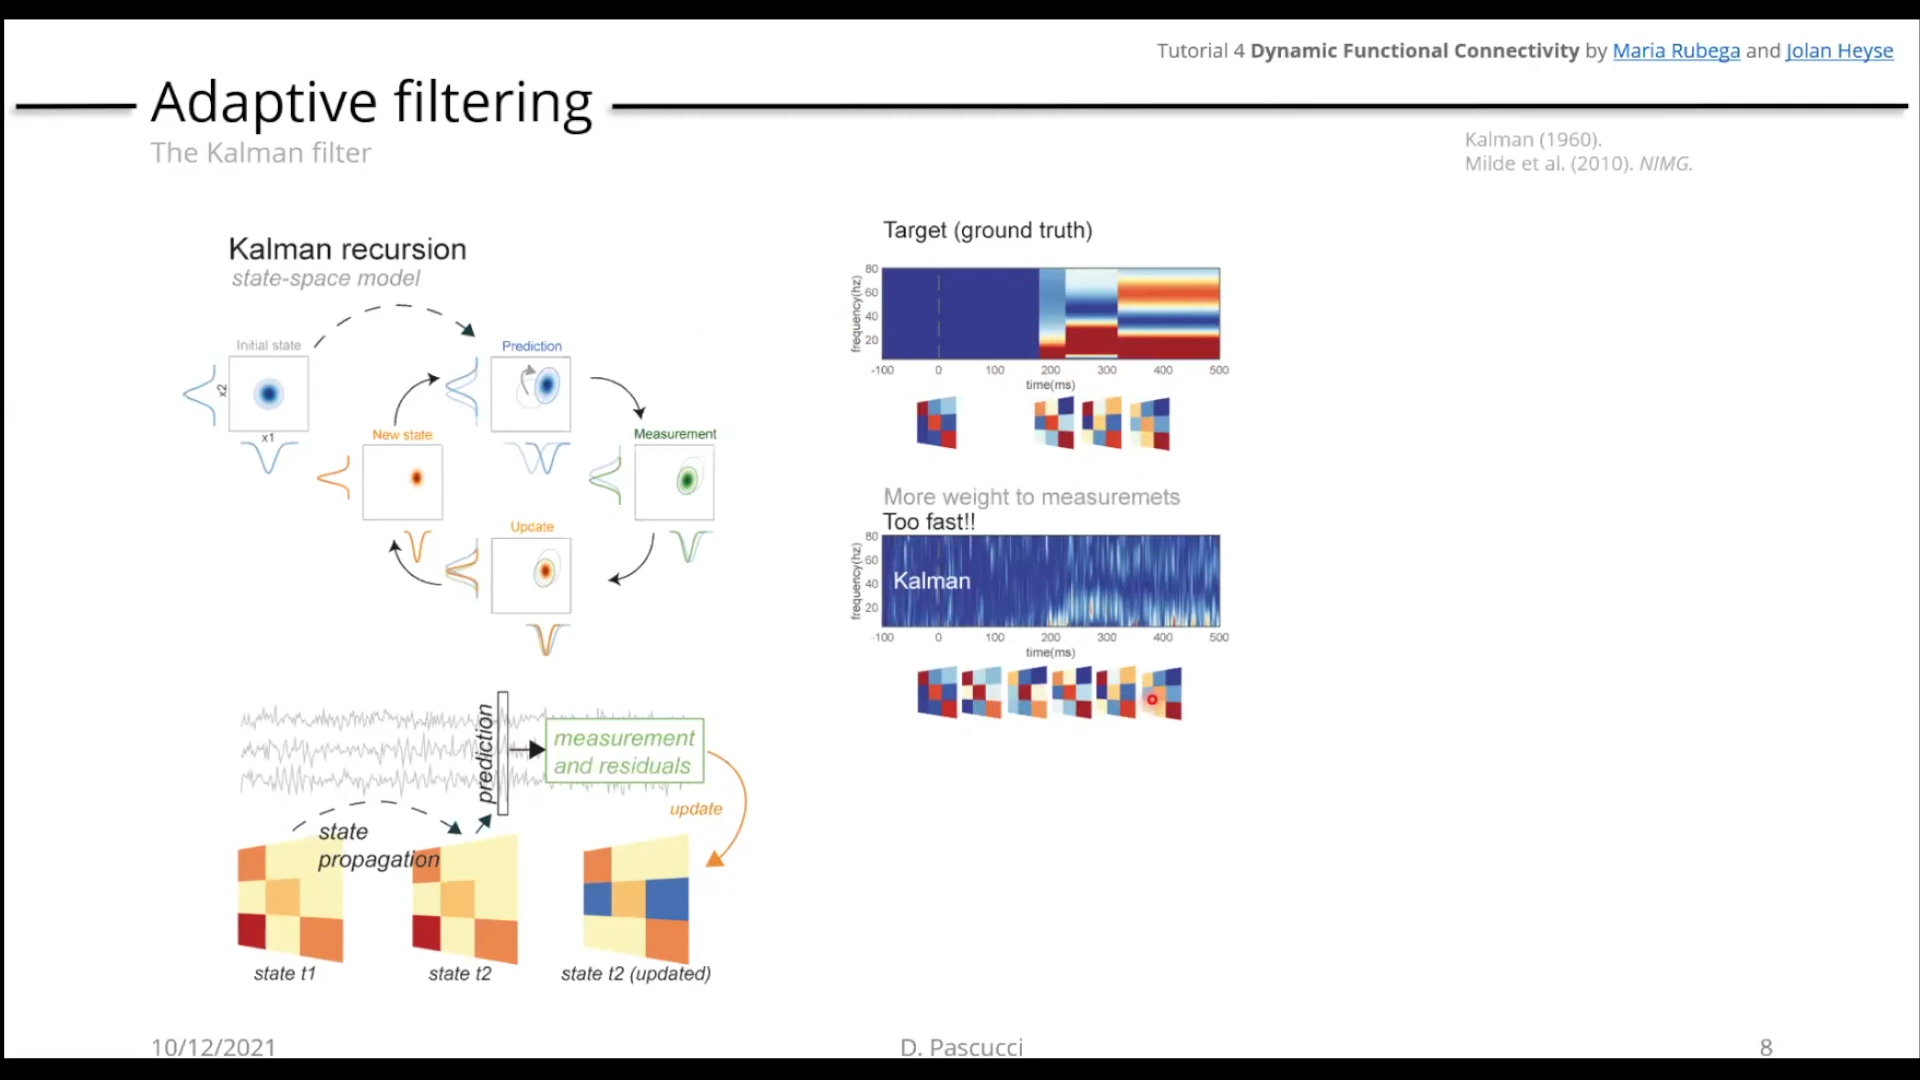 Tutorial 4 Dynamic Functional Connectivity by Maria Rubega and Jolan Heyse
Adaptive filtering
The Kalman filter
Kalman (1960).
Milde et al. (2010). NIMG.
Kalman recursion
state-space model
Initial state
x2
x1
Prediction
New state
Measurement
Update
prediction
measurement
and residuals
update
state
propagation
state t1
state t2
state t2 (updated)
Target (ground truth)
frequency(hz)
80
60
40
20
-100 0 100 200 300 400 500
time(ms)
More weight to measuremets
Too fast!!
Kalman
frequency(hz)
80
60
40
20
-100 0 100 200 300 400 500
time(ms)
10/12/2021
D. Pascucci
8